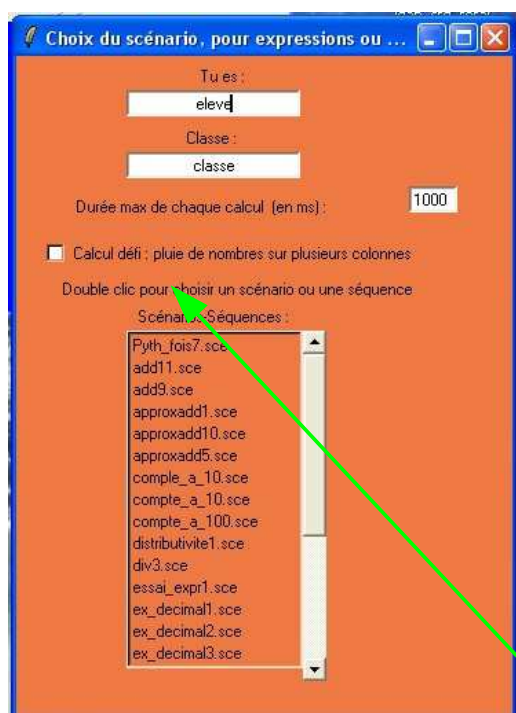 Choix du scénario, pour expressions ou ...
Tu es :
eleve
Classe :
classe
Durée max de chaque calcul (en ms) :
1000
Calcul défi : pluie de nombres sur plusieurs colonnes
Double clic pour choisir un scénario ou une séquence
Scénarios-Séquences :
Pyth_fois7.sce
add11.sce
add9.sce
approxadd1.sce
approxadd10.sce
approxadd5.sce
comple_a_10.sce
compte_a_10.sce
compte_a_100.sce
distributivite1.sce
div3.sce
essai_expr1.sce
ex_decimal1.sce
ex_decimal2.sce
ex_decimal3.sce